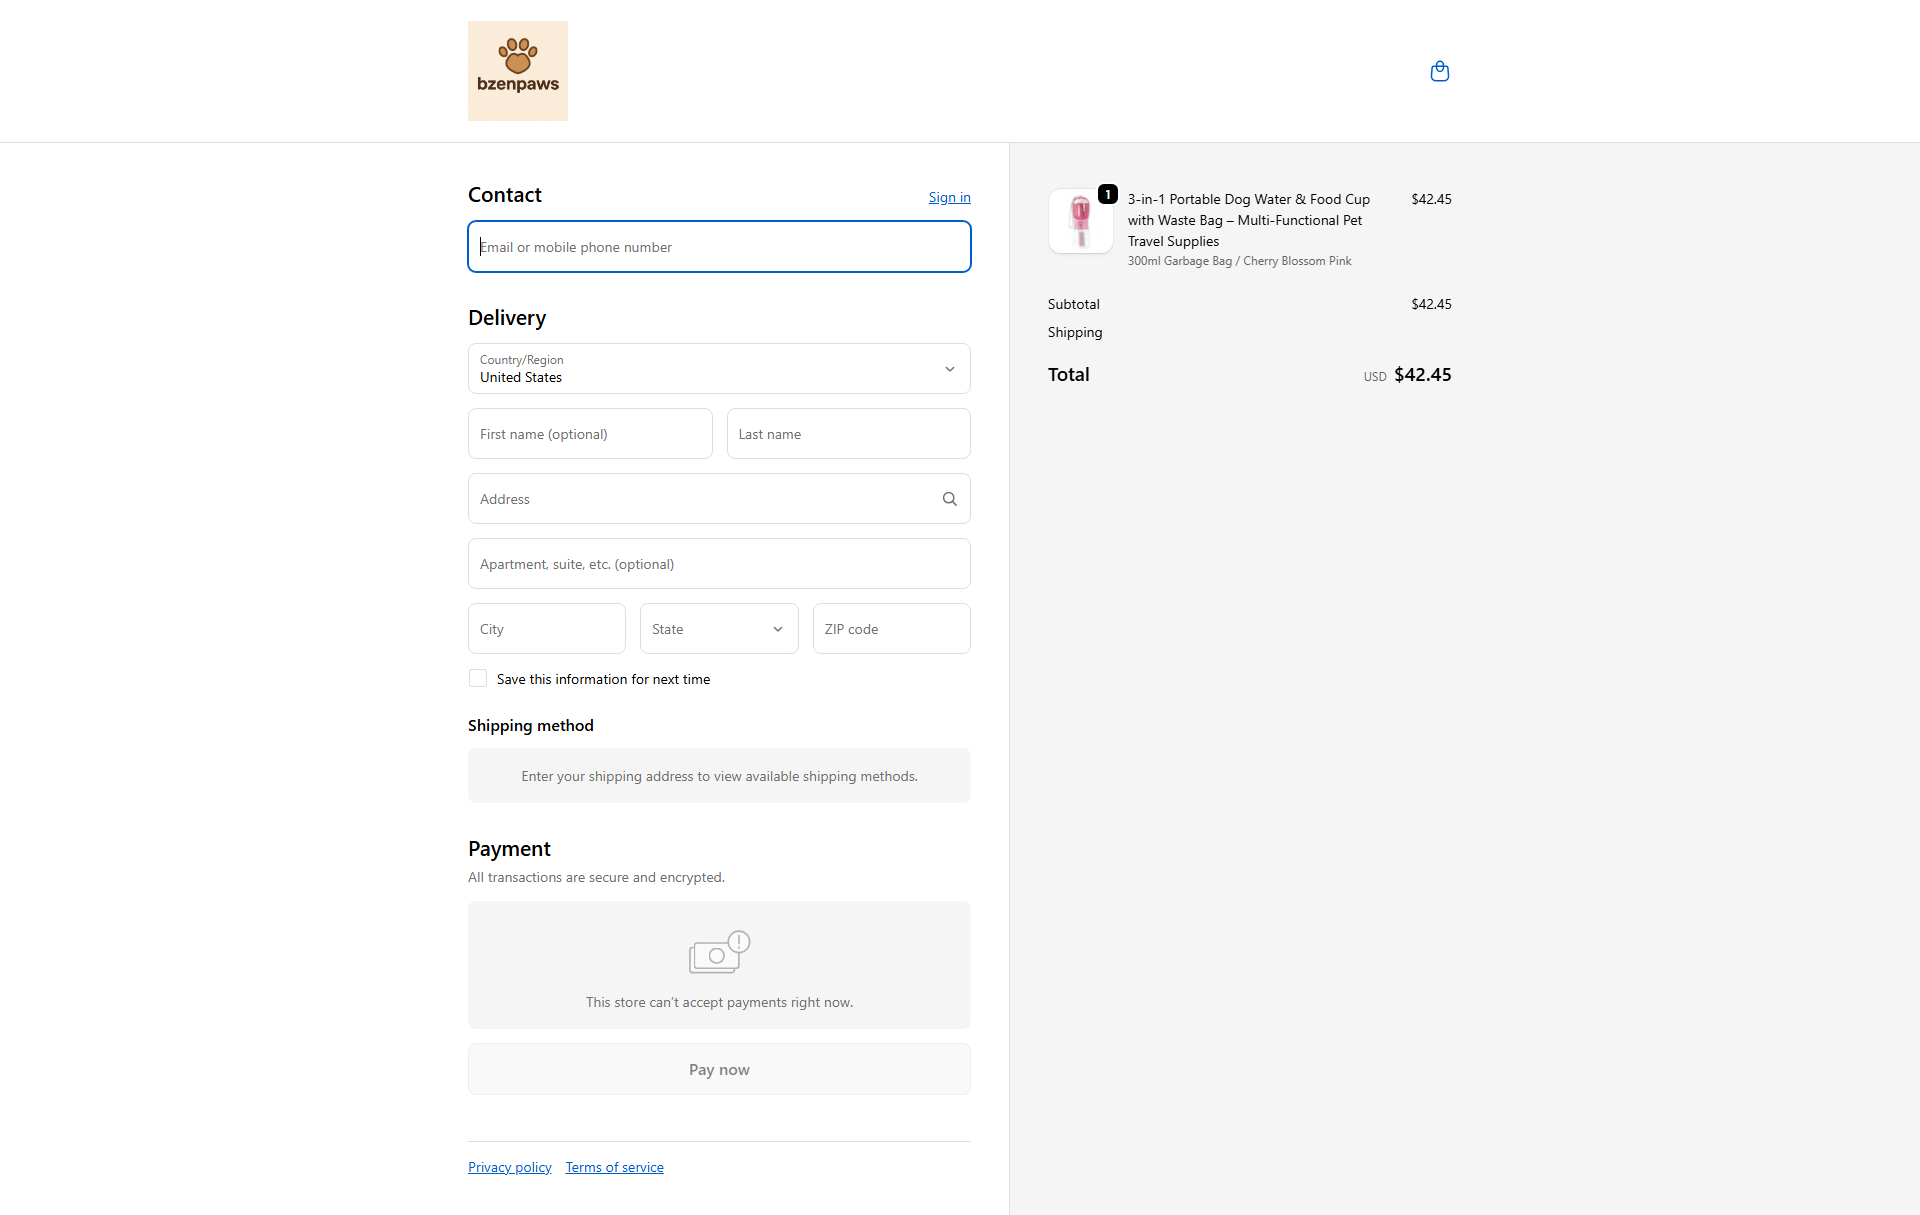 bzenpaws
Contact
Sign in
Email or mobile phone number
Delivery
Country/Region
United States
First name (optional)
Last name
Address
Apartment, suite, etc. (optional)
City
State
ZIP code
Save this information for next time
Shipping method
Enter your shipping address to view available shipping methods.
Payment
All transactions are secure and encrypted.
This store can't accept payments right now.
Pay now
Privacy policy
Terms of service
1
3-in-1 Portable Dog Water & Food Cup
with Waste Bag – Multi-Functional Pet
Travel Supplies
300ml Garbage Bag / Cherry Blossom Pink
$42.45
Subtotal
$42.45
Shipping
Total
USD $42.45